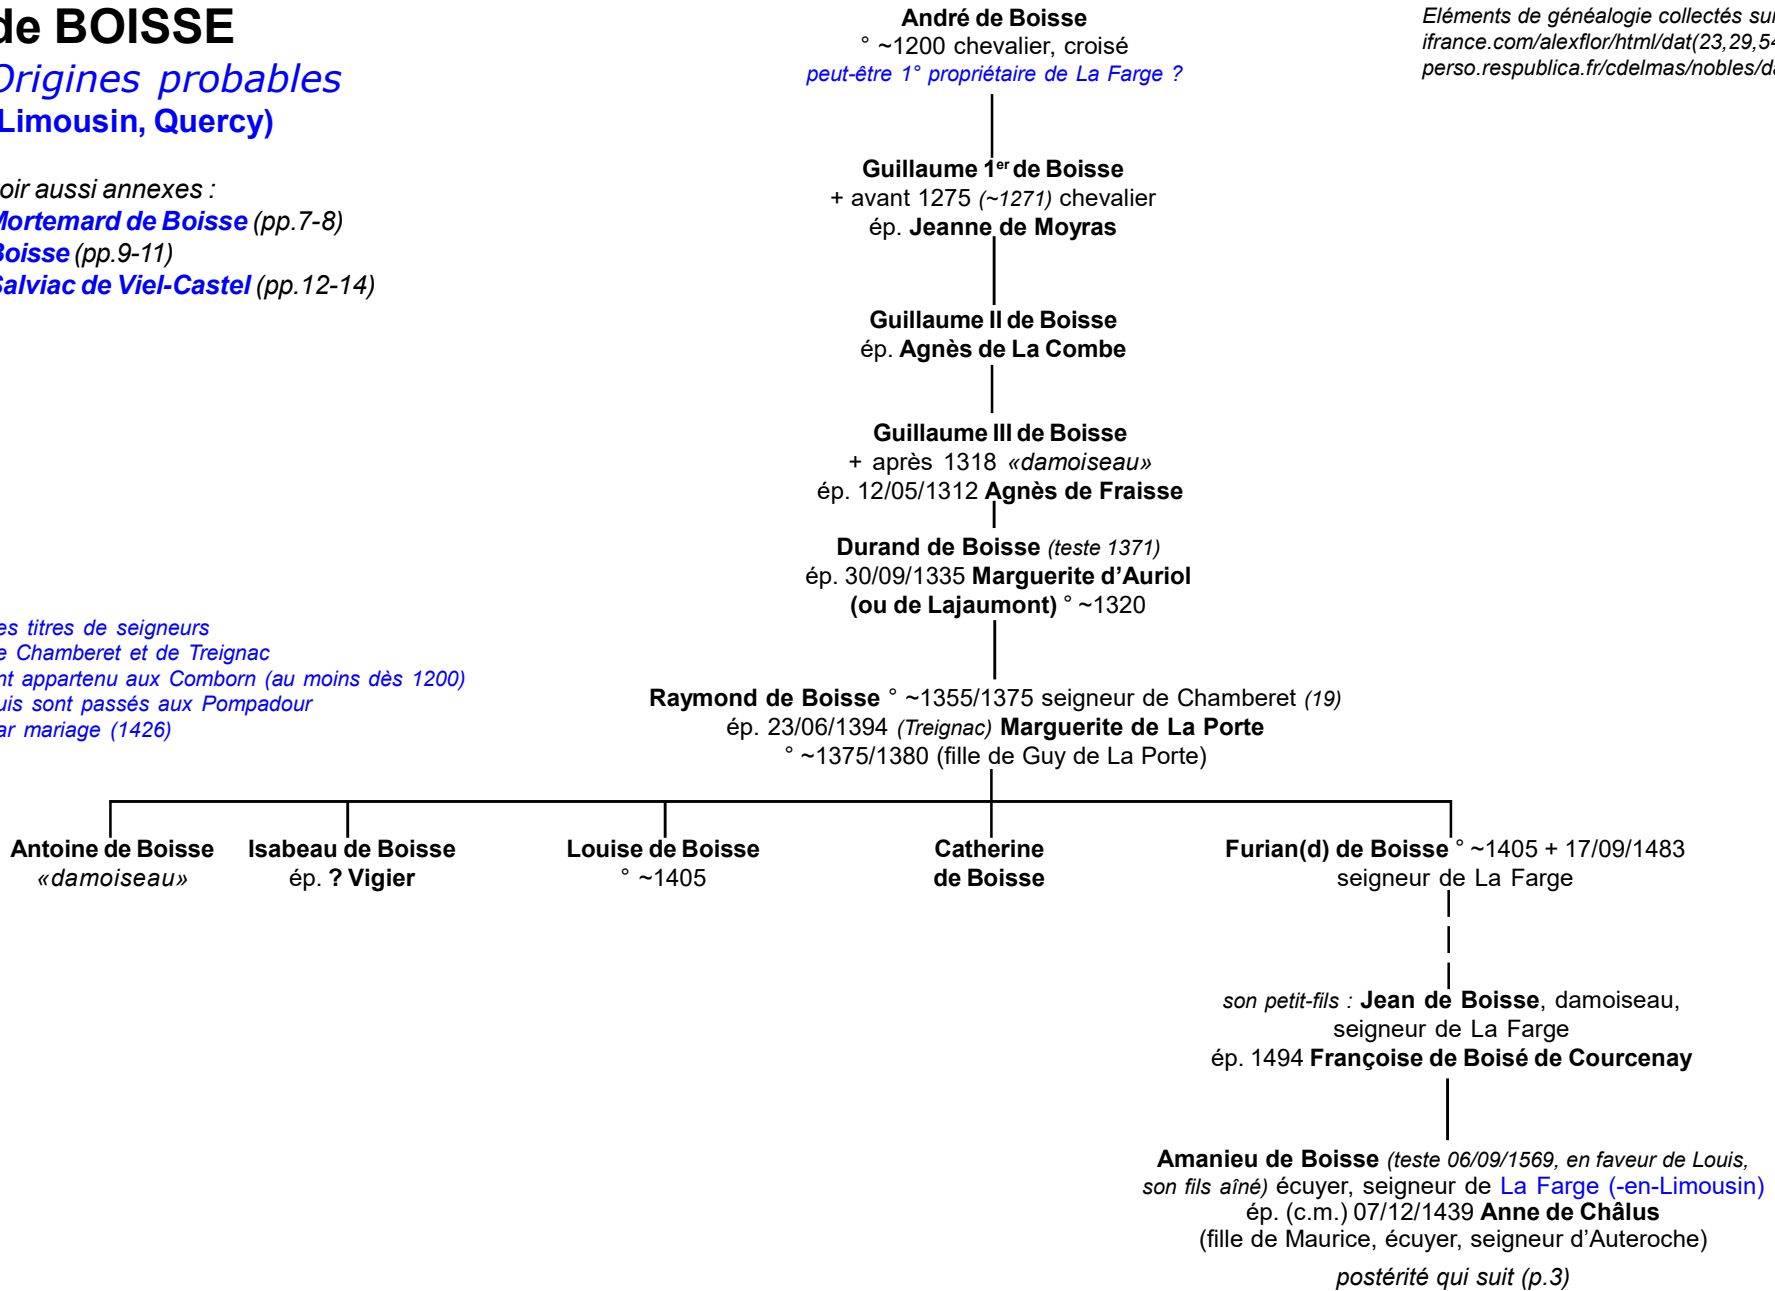 de BOISSE
Origines probables
Limousin, Quercy)
oir aussi annexes :
Mortemard de Boisse (pp.7-8)
Boisse (pp.9-11)
Salviac de Viel-Castel (pp.12-14)
André de Boisse
° ~1200 chevalier, croisé
peut-être 1° propriétaire de La Farge ?
Eléments de généalogie collectés sur
ifrance.com/alexflor/html/dat(23,29,54
perso.respublica.fr/cdelmas/nobles/da
Guillaume 1er de Boisse
+ avant 1275 (~1271) chevalier
ép. Jeanne de Moyras
Guillaume II de Boisse
ép. Agnès de La Combe
Guillaume III de Boisse
+ après 1318 «damoiseau»
ép. 12/05/1312 Agnès de Fraisse
Durand de Boisse (teste 1371)
ép. 30/09/1335 Marguerite d’Auriol
(ou de Lajaumont) ° ~1320
es titres de seigneurs
e Chamberet et de Treignac
nt appartenu aux Comborn (au moins dès 1200)
uis sont passés aux Pompadour
ar mariage (1426)
Raymond de Boisse ° ~1355/1375 seigneur de Chamberet (19)
ép. 23/06/1394 (Treignac) Marguerite de La Porte
° ~1375/1380 (fille de Guy de La Porte)
Antoine de Boisse
«damoiseau»
Isabeau de Boisse
ép. ? Vigier
Louise de Boisse
° ~1405
Catherine
de Boisse
Furian(d) de Boisse ° ~1405 + 17/09/1483
seigneur de La Farge
son petit-fils : Jean de Boisse, damoiseau,
seigneur de La Farge
ép. 1494 Françoise de Boisé de Courcenay
Amanieu de Boisse (teste 06/09/1569, en faveur de Louis,
son fils aîné) écuyer, seigneur de La Farge (-en-Limousin)
ép. (c.m.) 07/12/1439 Anne de Châlus
(fille de Maurice, écuyer, seigneur d’Auteroche)
postérité qui suit (p.3)